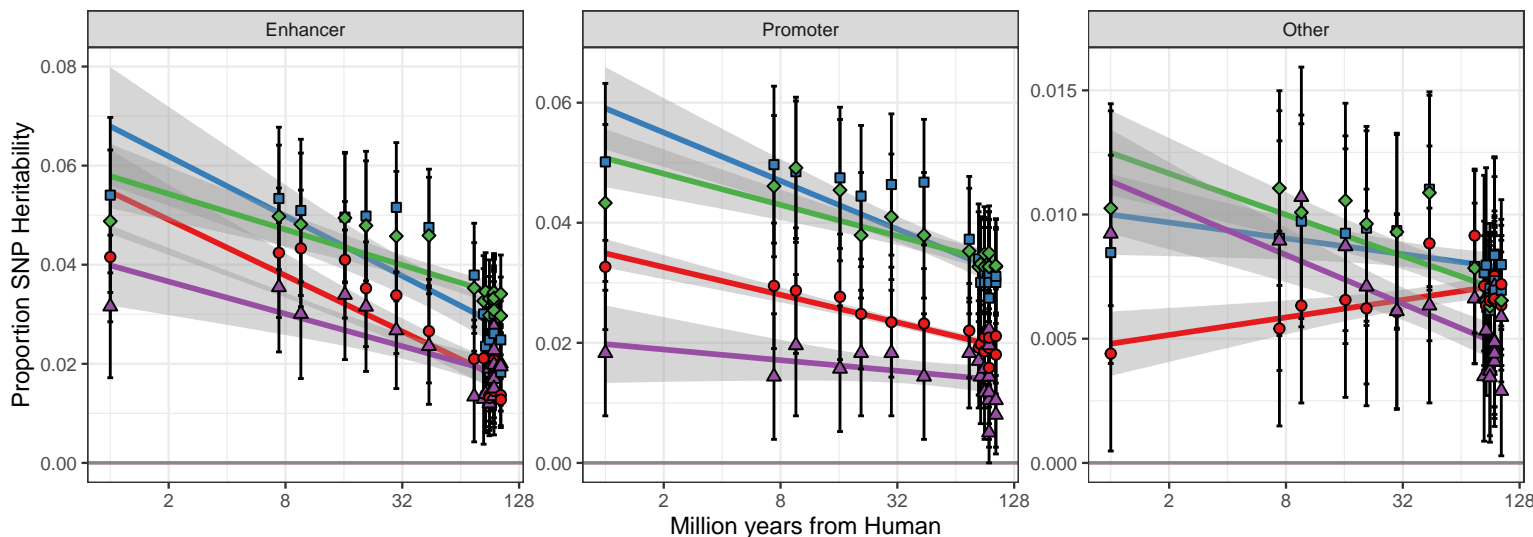 Enhancer
Promoter
Other
Proportion SNP Heritability
0.08
0.06
0.04
0.02
0.00
0.06
0.04
0.02
0.00
0.015
0.010
0.005
0.000
2 8 32 128
2 8 32 128
2 8 32 128
Million years from Human